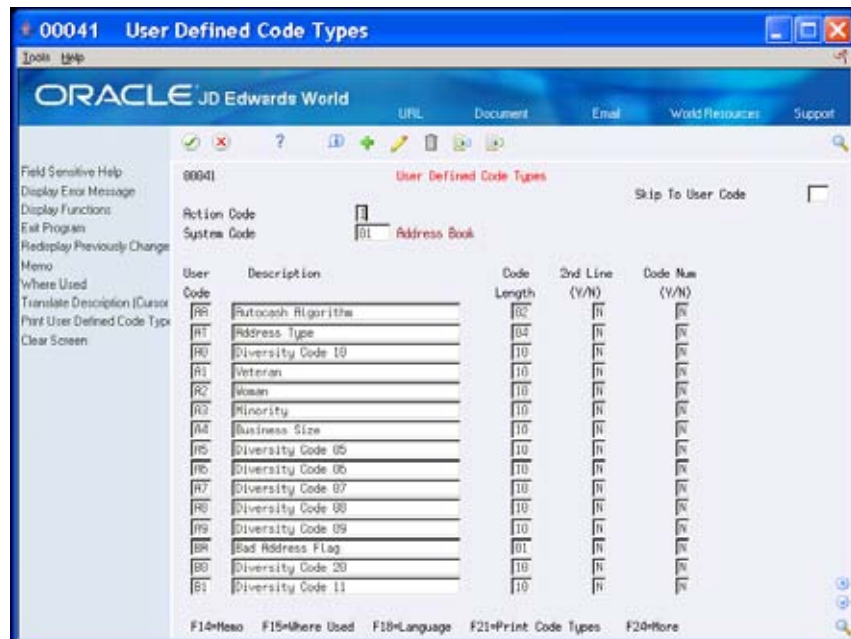 00041 User Defined Code Types
Tools Help
ORACLE JD Edwards World
URL Document Email World Resources Support
Field Sensitive Help
Display Error Message
Display Functions
Exit Program
Redisplay Previously Change
Memo
Where Used
Translate Description (Cursor
Print User Defined Code Type
Clear Screen
00041 User Defined Code Types
Skip To User Code
Action Code I
System Code 01 Address Book
User Description Code 2nd Line Code Num
Code Length (Y/N) (Y/N)
AA Autocash Algorithm 02 N N
AT Address Type 04 N N
A0 Diversity Code 10 10 N N
A1 Veteran 10 N N
A2 Woman 10 N N
A3 Minority 10 N N
A4 Business Size 10 N N
A5 Diversity Code 05 10 N N
A6 Diversity Code 06 10 N N
A7 Diversity Code 07 10 N N
A8 Diversity Code 08 10 N N
A9 Diversity Code 09 10 N N
BA Bad Address Flag 01 N N
B0 Diversity Code 20 10 N N
B1 Diversity Code 11 10 N N
F14=Memo F15=Where Used F18=Language F21=Print Code Types F24=More